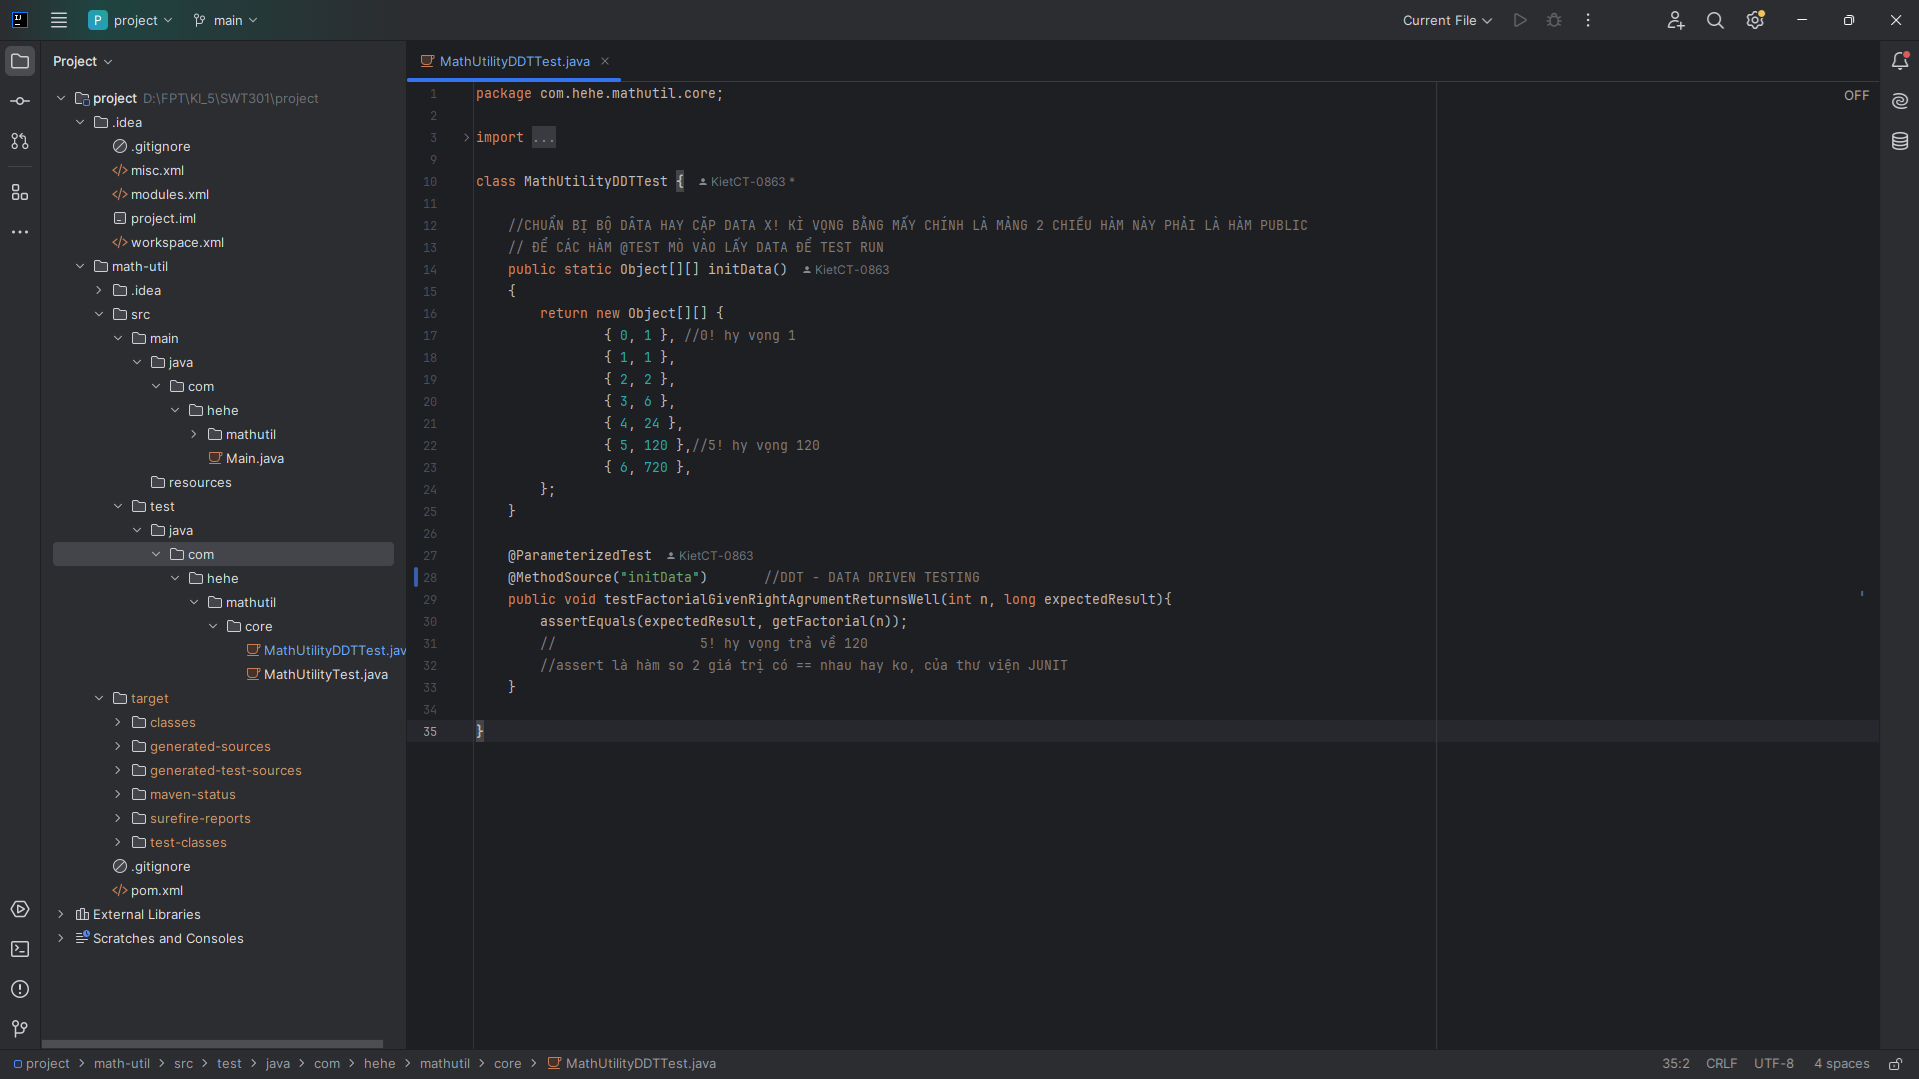 P project main Current File
Project
MathUtilityDDTTest.java
project D:\FPT\KI_5\SWT301\project
.idea
.gitignore
misc.xml
modules.xml
project.iml
workspace.xml
math-util
.idea
src
main
java
com
hehe
mathutil
Main.java
resources
test
java
com
hehe
mathutil
core
MathUtilityDDTTest.jav
MathUtilityTest.java
target
classes
generated-sources
generated-test-sources
maven-status
surefire-reports
test-classes
.gitignore
pom.xml
External Libraries
Scratches and Consoles
OFF
1 package com.hehe.mathutil.core;
2
3 import ...
9
10 class MathUtilityDDTTest { KietCT-0863 *
11
12 //CHUẨN BỊ BỘ DÂTA HAY CẶP DATA X! KÌ VỌNG BẰNG MẤY CHÍNH LÀ MẢNG 2 CHIỀU HÀM NÀY PHẢI LÀ HÀM PUBLIC
13 // ĐỂ CÁC HÀM @TEST MÒ VÀO LẤY DATA ĐỂ TEST RUN
14 public static Object[][] initData() KietCT-0863
15 {
16 return new Object[][] {
17 { 0, 1 }, //0! hy vọng 1
18 { 1, 1 },
19 { 2, 2 },
20 { 3, 6 },
21 { 4, 24 },
22 { 5, 120 },//5! hy vọng 120
23 { 6, 720 },
24 };
25 }
26
27 @ParameterizedTest KietCT-0863
28 @MethodSource("initData") //DDT - DATA DRIVEN TESTING
29 public void testFactorialGivenRightAgrumentReturnsWell(int n, long expectedResult){
30 assertEquals(expectedResult, getFactorial(n));
31 // 5! hy vọng trả về 120
32 //assert là hàm so 2 giá trị có == nhau hay ko, của thư viện JUNIT
33 }
34
35 }
project > math-util > src > test > java > com > hehe > mathutil > core > MathUtilityDDTTest.java
35:2 CRLF UTF-8 4 spaces